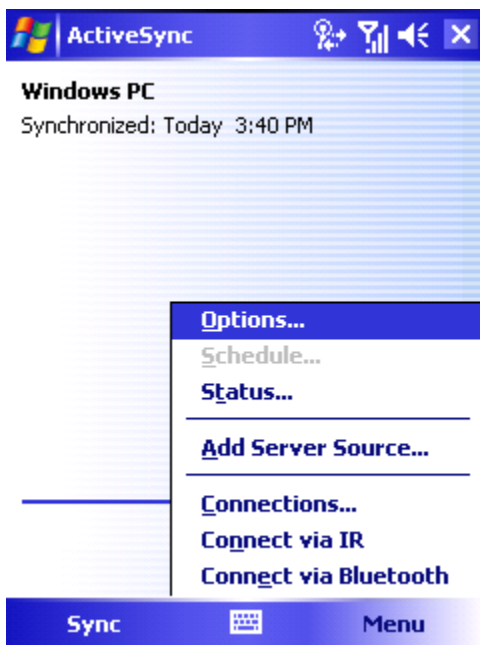 ActiveSync
Windows PC
Synchronized: Today 3:40 PM
Options...
Schedule...
Status...
Add Server Source...
Connections...
Connect via IR
Connect via Bluetooth
Sync Menu